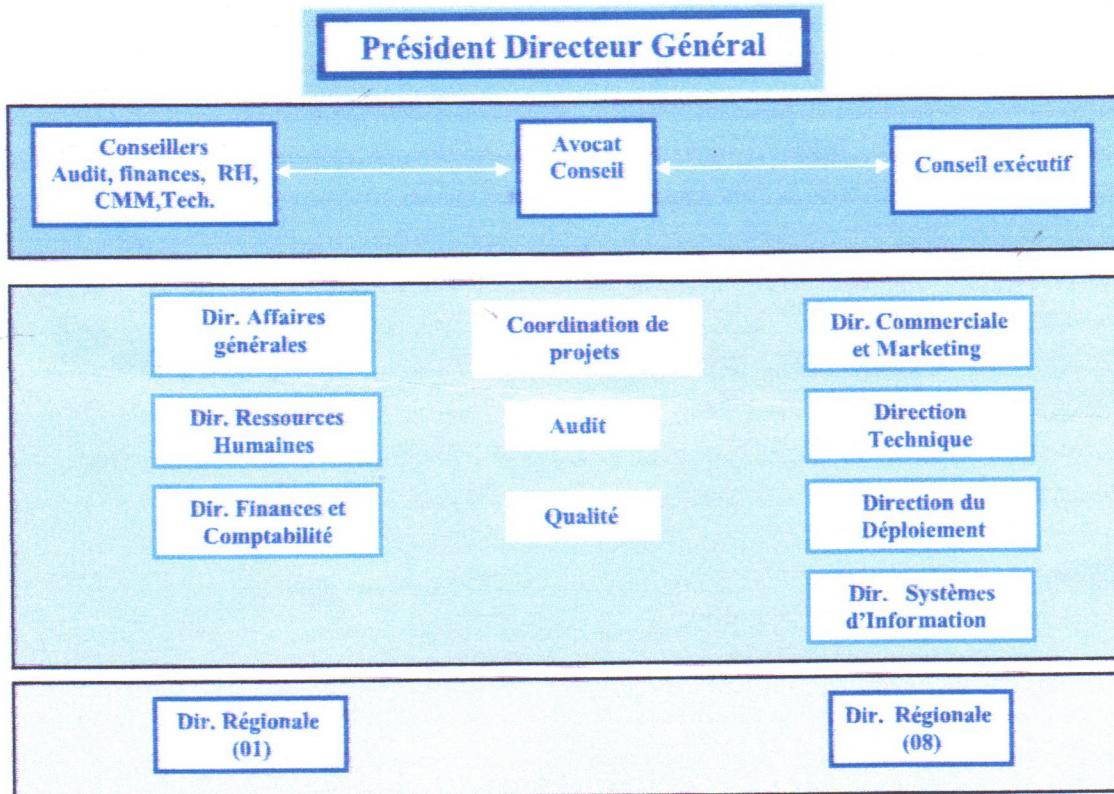 Président Directeur Général
Conseillers
Audit, finances, RH,
CMM,Tech.
Avocat
Conseil
Conseil exécutif
Dir. Affaires
générales
Coordination de
projets
Dir. Commerciale
et Marketing
Dir. Ressources
Humaines
Audit
Direction
Technique
Dir. Finances et
Comptabilité
Qualité
Direction du
Déploiement
Dir. Systèmes
d'Information
Dir. Régionale
(01)
Dir. Régionale
(08)